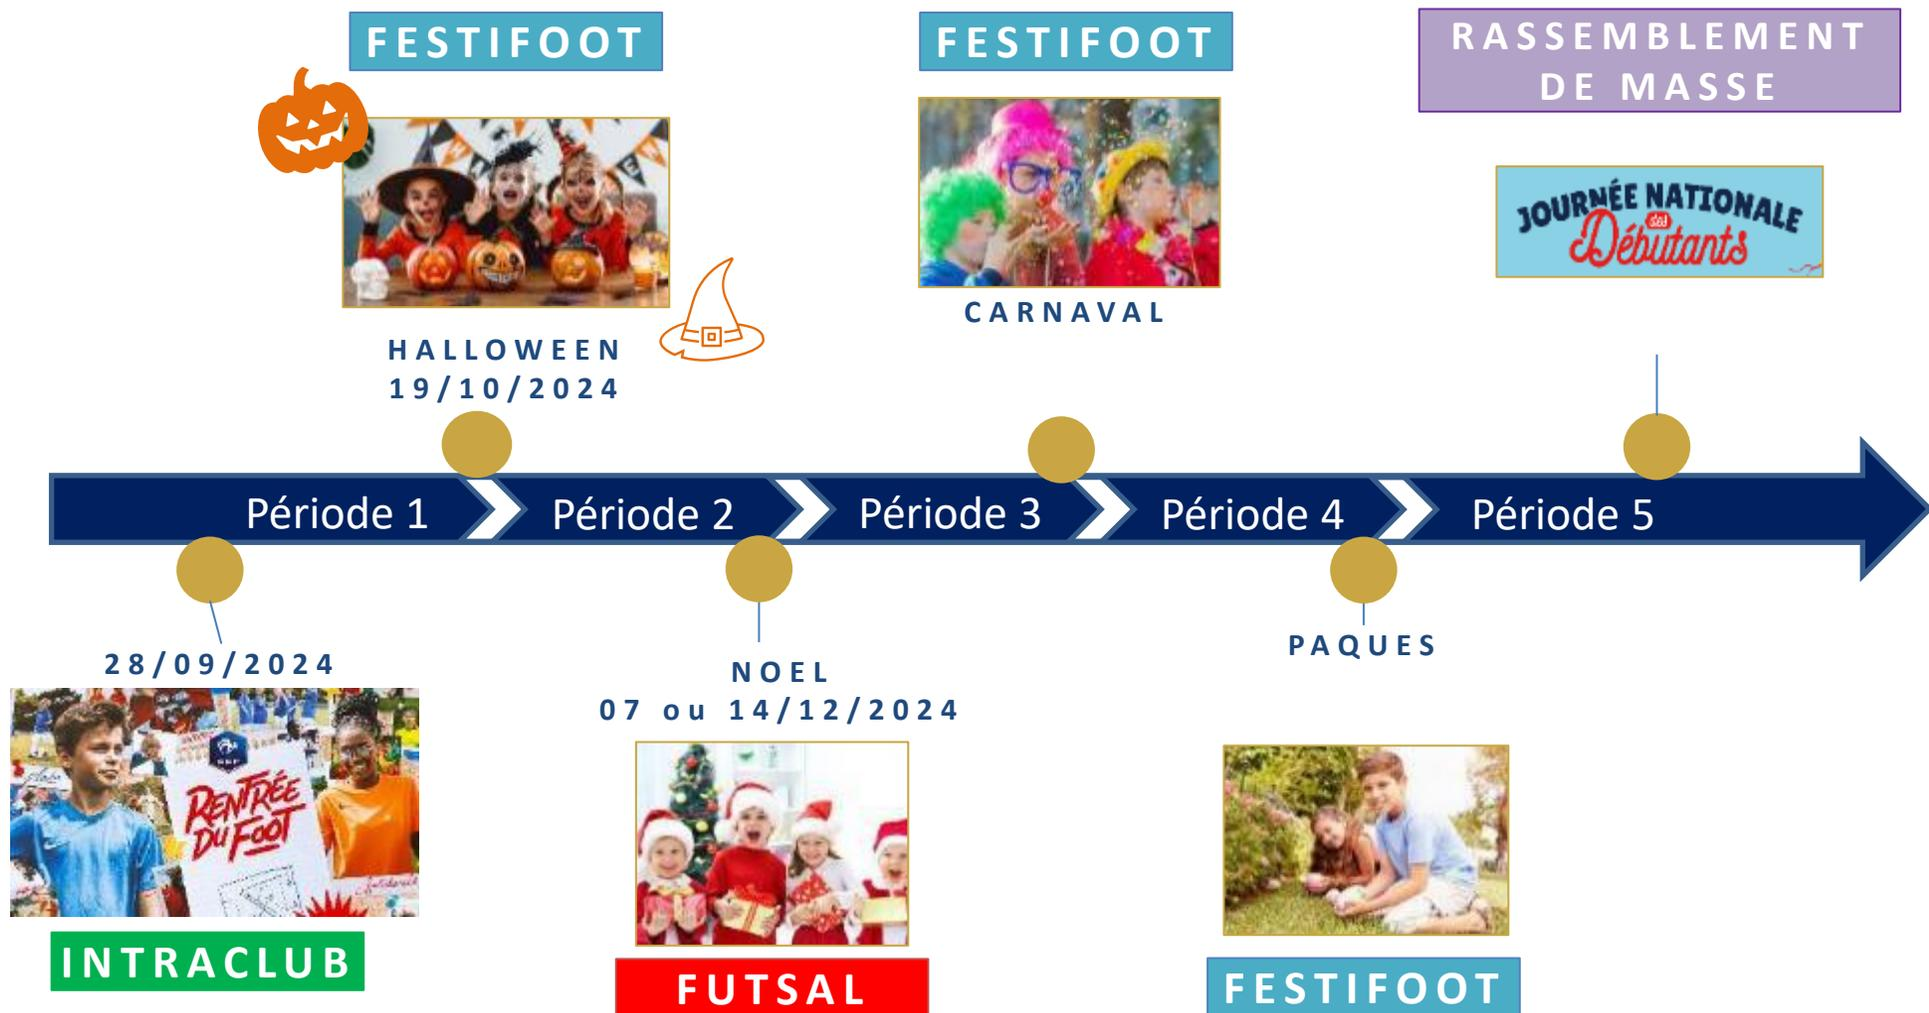 FESTIFOOT
FESTIFOOT
RASSEMBLEMENT
DE MASSE
JOURNÉE NATIONALE
des
Débutants
HALLOWEEN
19/10/2024
CARNAVAL
Période 1
Période 2
Période 3
Période 4
Période 5
28/09/2024
RENTRÉE
DU FOOT
INTRACLUB
NOEL
07 ou 14/12/2024
FUTSAL
PAQUES
FESTIFOOT